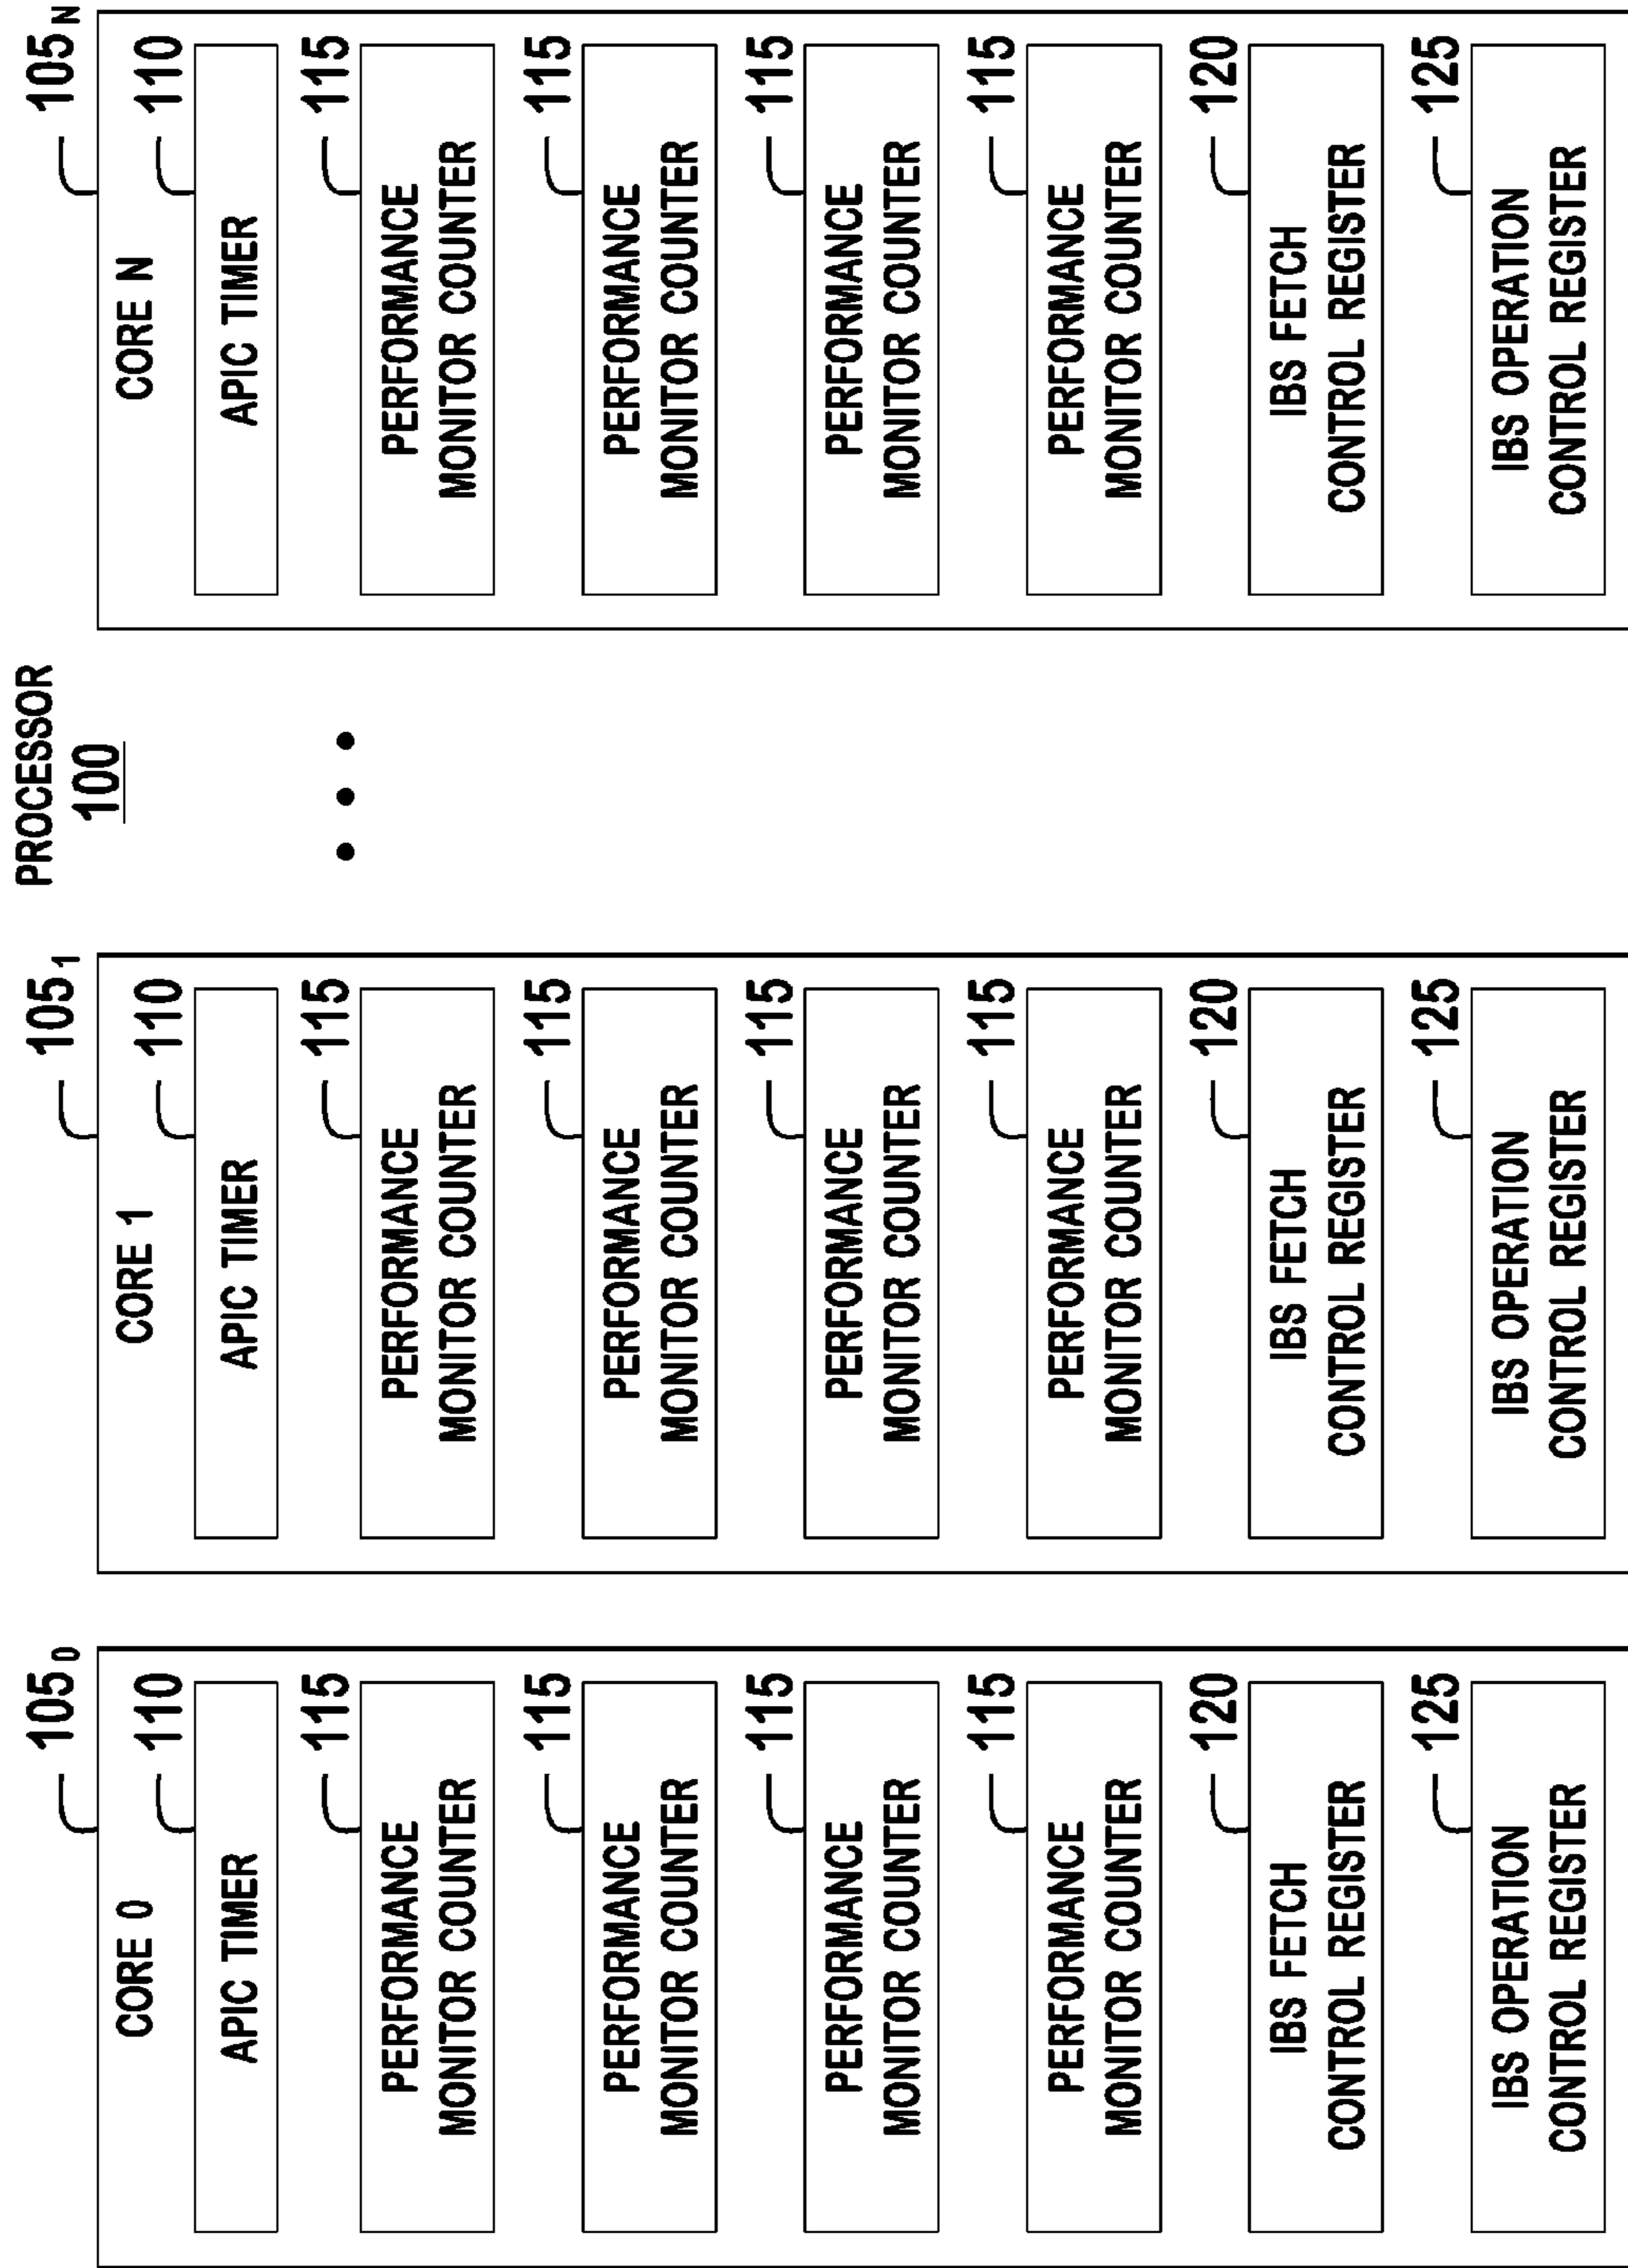 PROCESSOR
100
105₀
CORE 0
110
APIC TIMER
115
PERFORMANCE
MONITOR COUNTER
115
PERFORMANCE
MONITOR COUNTER
115
PERFORMANCE
MONITOR COUNTER
115
PERFORMANCE
MONITOR COUNTER
120
IBS FETCH
CONTROL REGISTER
125
IBS OPERATION
CONTROL REGISTER
105₁
CORE 1
110
APIC TIMER
115
PERFORMANCE
MONITOR COUNTER
115
PERFORMANCE
MONITOR COUNTER
115
PERFORMANCE
MONITOR COUNTER
115
PERFORMANCE
MONITOR COUNTER
120
IBS FETCH
CONTROL REGISTER
125
IBS OPERATION
CONTROL REGISTER
• • •
105N
CORE N
110
APIC TIMER
115
PERFORMANCE
MONITOR COUNTER
115
PERFORMANCE
MONITOR COUNTER
115
PERFORMANCE
MONITOR COUNTER
115
PERFORMANCE
MONITOR COUNTER
120
IBS FETCH
CONTROL REGISTER
125
IBS OPERATION
CONTROL REGISTER